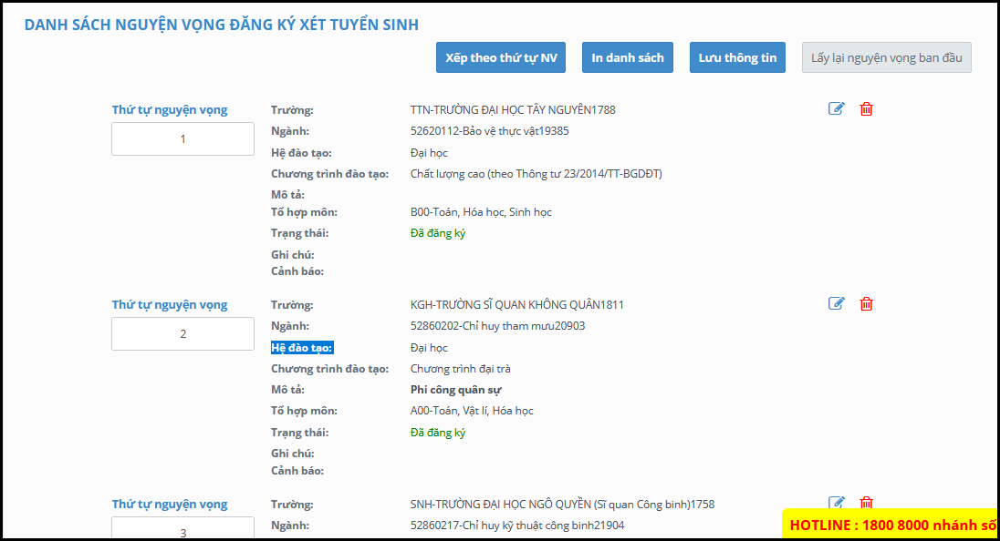 DANH SÁCH NGUYỆN VỌNG ĐĂNG KÝ XÉT TUYỂN SINH
Xếp theo thứ tự NV In danh sách Lưu thông tin Lấy lại nguyện vọng ban đầu
Thứ tự nguyện vọng
1
Trường: TTN-TRƯỜNG ĐẠI HỌC TÂY NGUYÊN1788
Ngành: 52620112-Bảo vệ thực vật19385
Hệ đào tạo: Đại học
Chương trình đào tạo: Chất lượng cao (theo Thông tư 23/2014/TT-BGDĐT)
Mô tả:
Tổ hợp môn: B00-Toán, Hóa học, Sinh học
Trạng thái: Đã đăng ký
Ghi chú:
Cảnh báo:
Thứ tự nguyện vọng
2
Trường: KGH-TRƯỜNG SĨ QUAN KHÔNG QUÂN1811
Ngành: 52860202-Chỉ huy tham mưu20903
Hệ đào tạo: Đại học
Chương trình đào tạo: Chương trình đại trà
Mô tả: Phi công quân sự
Tổ hợp môn: A00-Toán, Vật lí, Hóa học
Trạng thái: Đã đăng ký
Ghi chú:
Cảnh báo:
Thứ tự nguyện vọng
3
Trường: SNH-TRƯỜNG ĐẠI HỌC NGÔ QUYỀN (Sĩ quan Công binh)1758
Ngành: 52860217-Chỉ huy kỹ thuật công binh21904
HOTLINE : 1800 8000 nhánh số